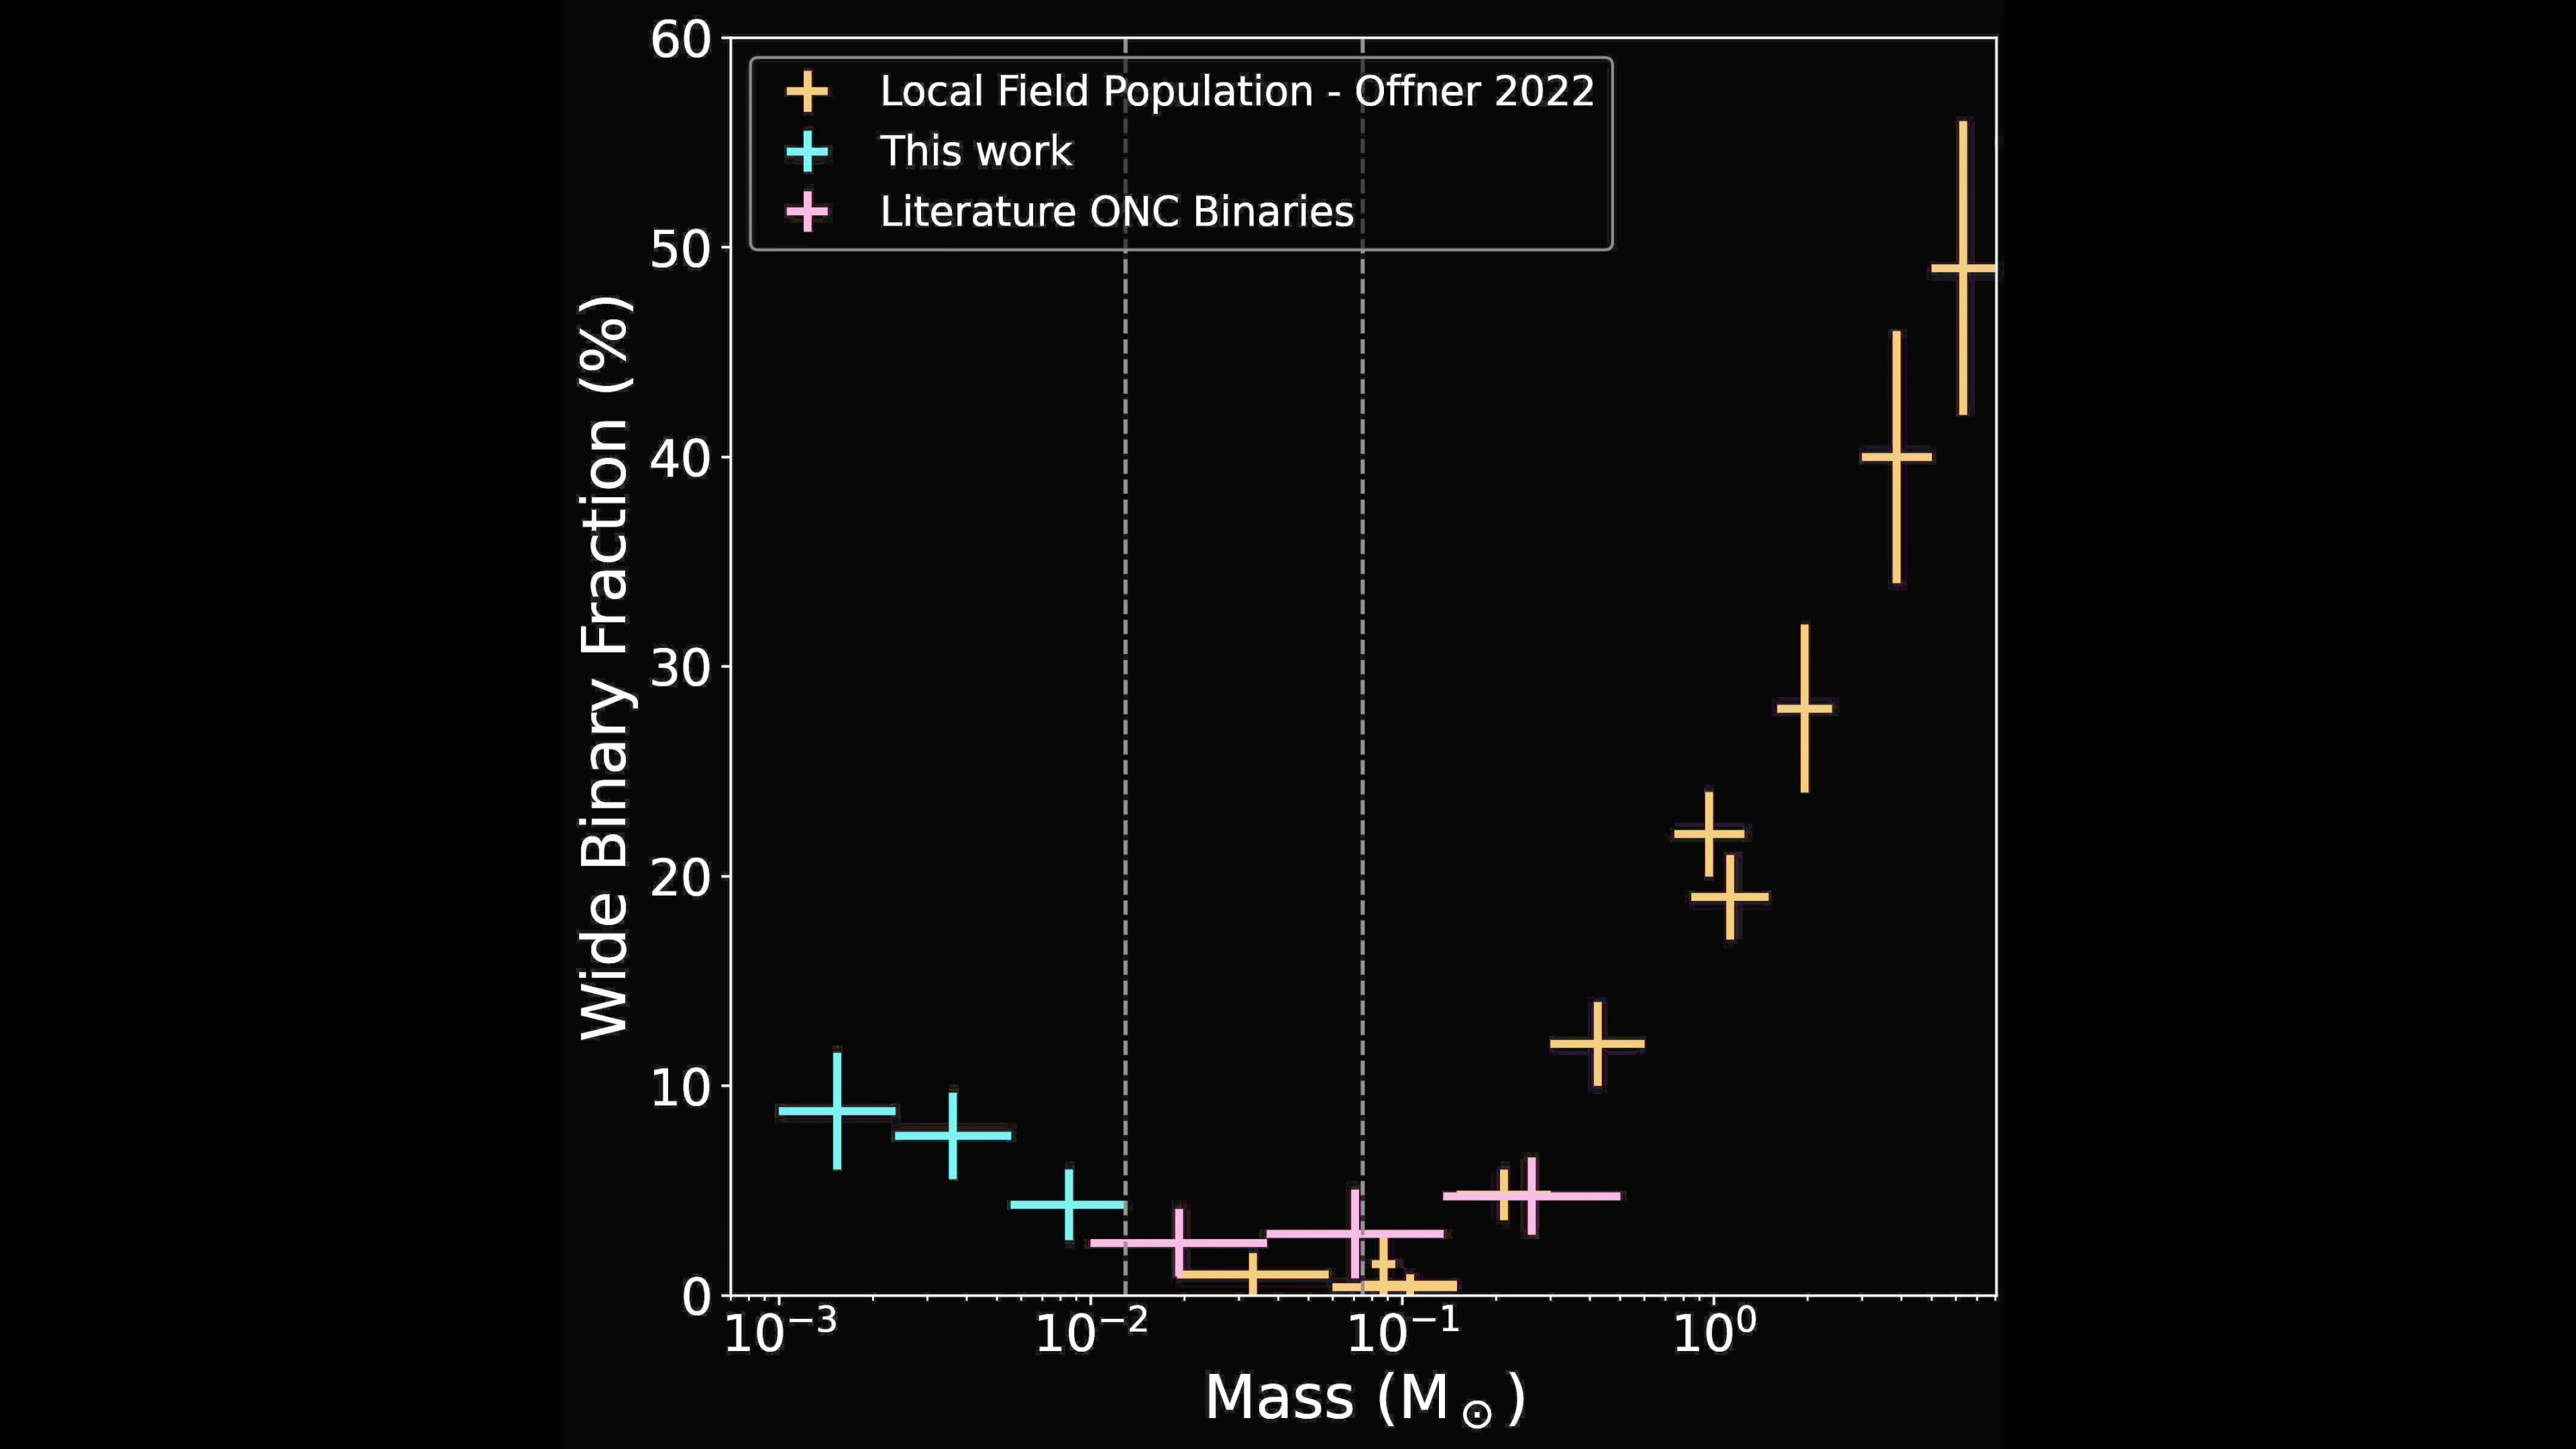 Local Field Population - Offner 2022
This work
Literature ONC Binaries
Wide Binary Fraction (%)
60
50
40
30
20
10
0
10⁻³ 10⁻² 10⁻¹ 10⁰
Mass (M⊙)